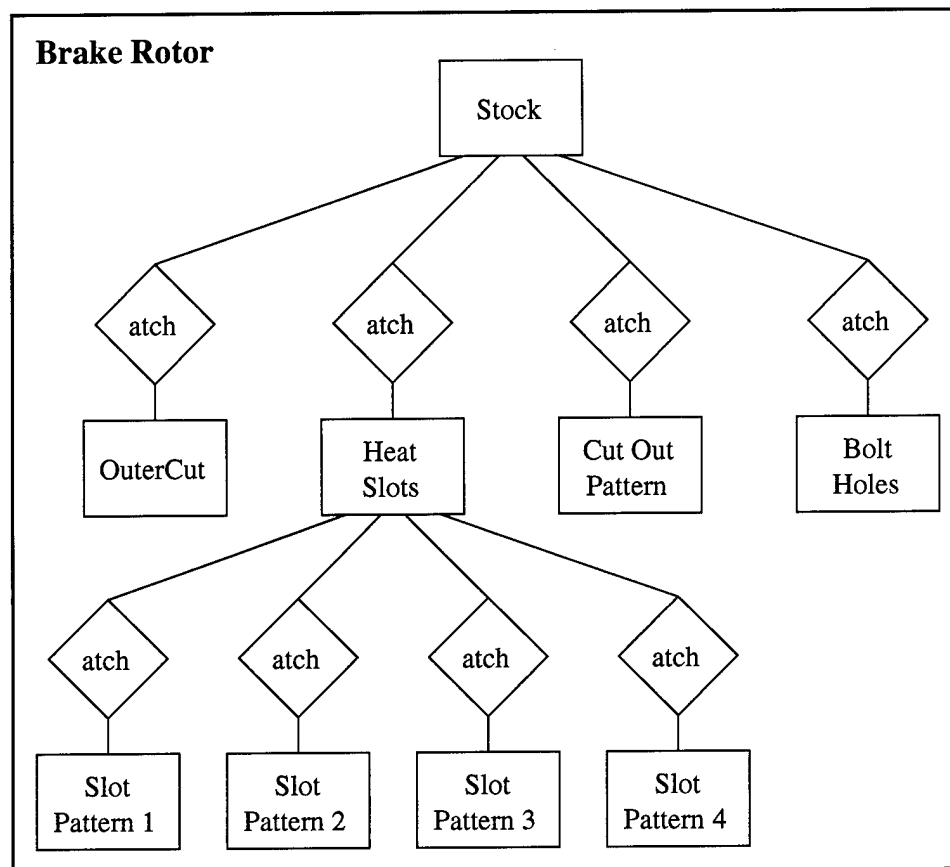 Brake Rotor
Stock
atch
atch
atch
atch
OuterCut
Heat
Slots
Cut Out
Pattern
Bolt
Holes
atch
atch
atch
atch
Slot
Pattern 1
Slot
Pattern 2
Slot
Pattern 3
Slot
Pattern 4